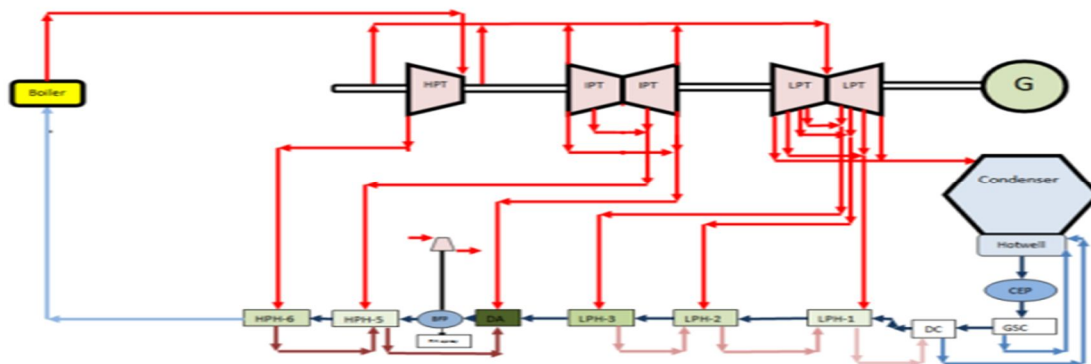 HPT
IPT
IPT
LPT
LPT
G
Boiler
Condenser
Hotwell
CEP
GSC
DC
LPH-1
LPH-2
LPH-3
DA
BFP
HPH-5
HPH-6